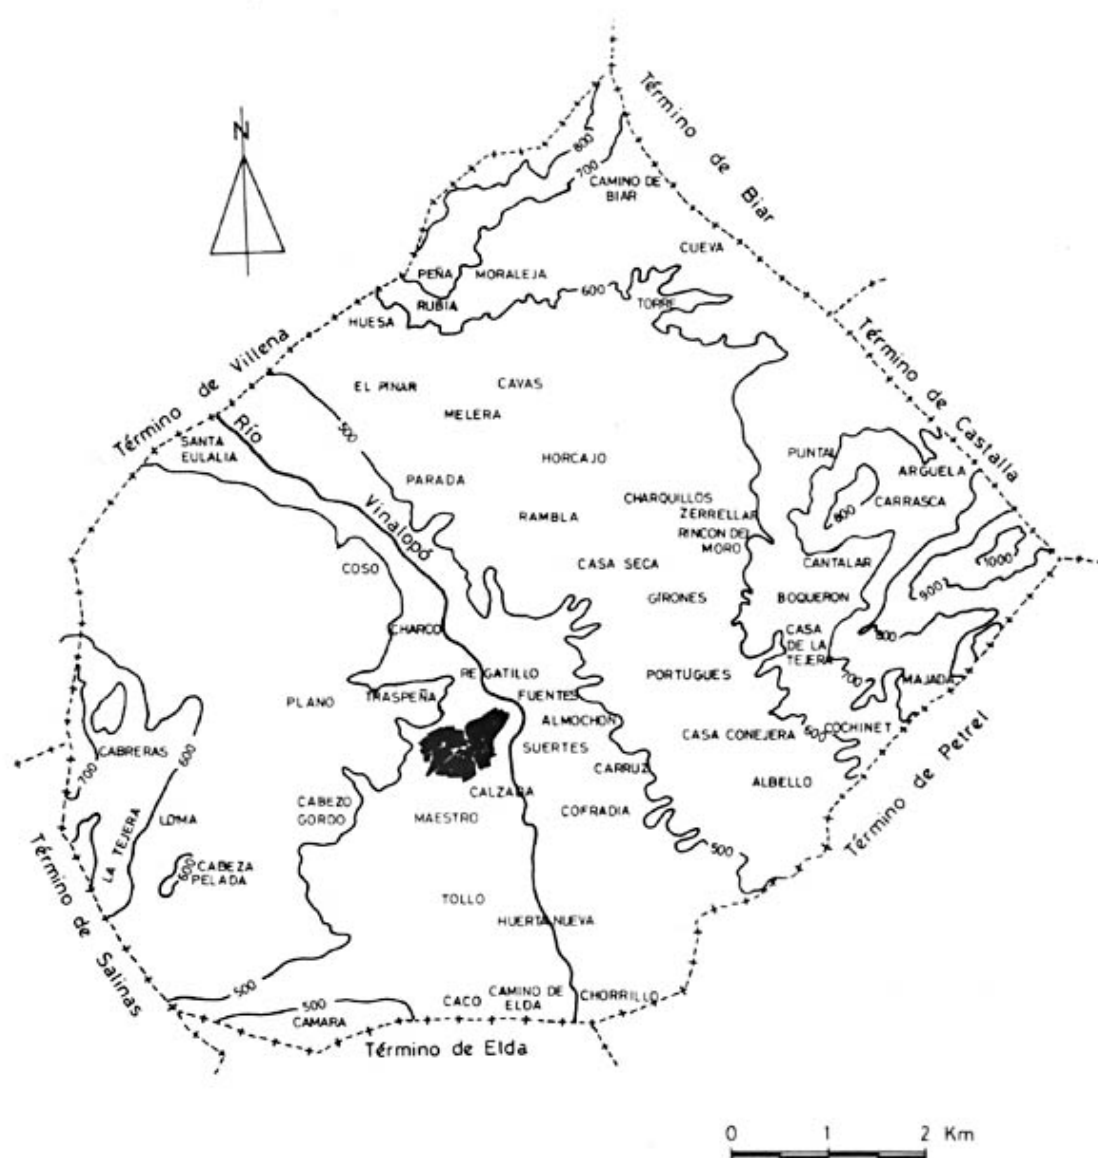 N
Término de Biar
800
700
CAMINO DE
BIAR
CUEVA
PEÑA
MORALEJA
RUBIA
600
TORRE
HUESA
Término de Villena
Término de Castalla
EL PINAR
CAVAS
MELERA
500
Río Vinalopó
SANTA
EULALIA
PUNTAL
ARGUELA
HORCAJO
PARADA
CHARQUILLOS
CARRASCA
ZERRELLAR
800
RAMBLA
RINCON DEL
MORO
CASA SECA
CANTALAR
1000
COSO
900
GIRONES
BOQUERON
CHARCO
CASA
DE LA
TEJERA
800
REGATILLO
PORTUGUES
700
MAJADA
PLANO
TRASPEÑA
FUENTES
ALMOCHON
COCHINET
CASA CONEJERA
600
SUERTES
CABRERAS
600
700
CARRUZ
ALBELLO
CALZADA
CABEZO
GORDO
COFRADIA
MAESTRO
LOMA
LA TEJERA
Término de Petrel
500
600
CABEZA
PELADA
TOLLO
HUERTA NUEVA
Término de Salinas
500
500
CAMARA
CACO
CAMINO DE
ELDA
CHORRILLO
Término de Elda
0 1 2 Km